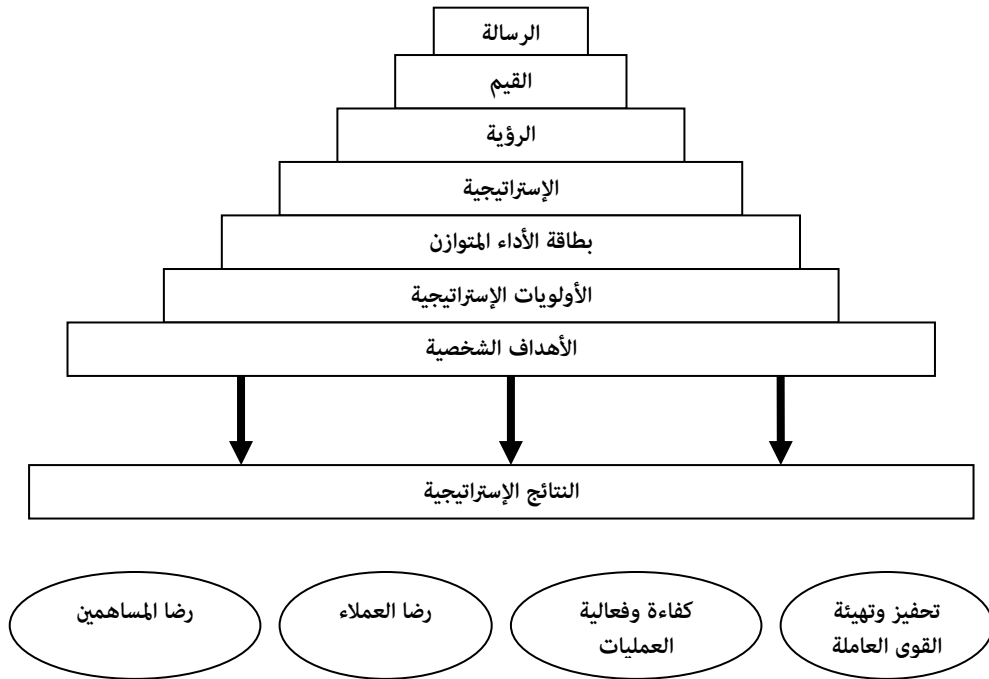 الرسالة
القيم
الرؤية
الإستراتيجية
بطاقة الأداء المتوازن
الأولويات الإستراتيجية
الأهداف الشخصية
النتائج الإستراتيجية
تحفيز وتهيئة
القوى العاملة
كفاءة وفعالية
العمليات
رضا العملاء
رضا المساهمين